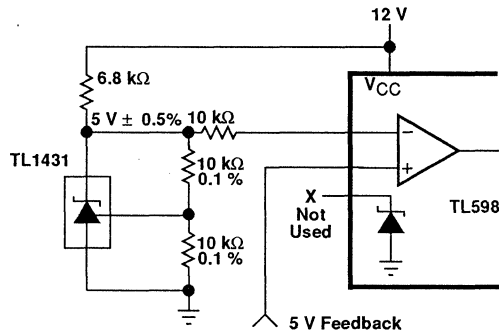 12 V
6.8 kΩ
VCC
5 V ± 0.5%
10 kΩ
−
+
TL1431
10 kΩ
0.1 %
TL598
X
Not
Used
10 kΩ
0.1 %
5 V Feedback